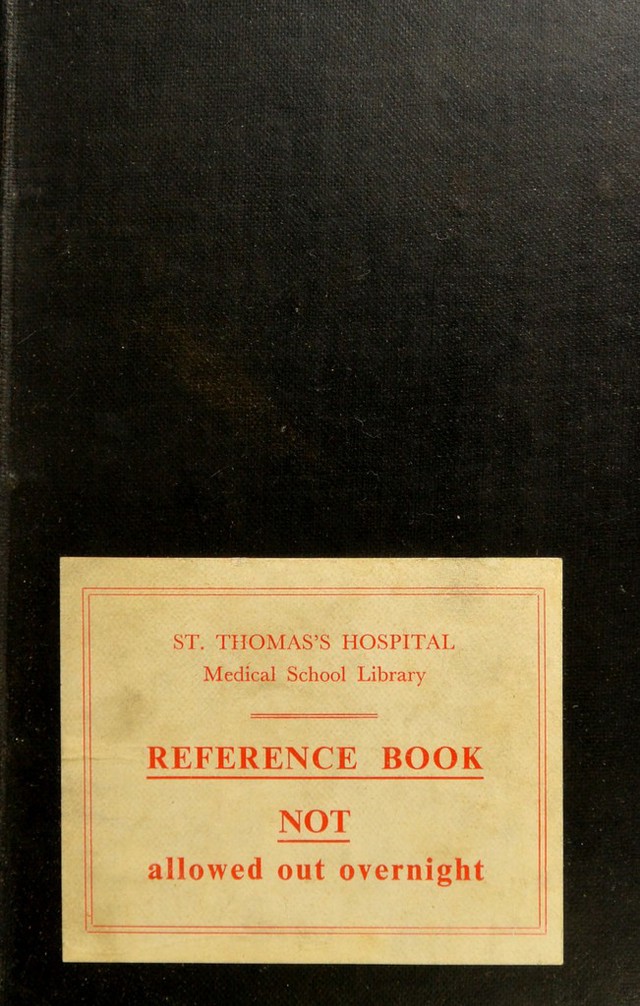 ST. THOMAS'S HOSPITAL
Medical School Library
REFERENCE BOOK
NOT
allowed out overnight